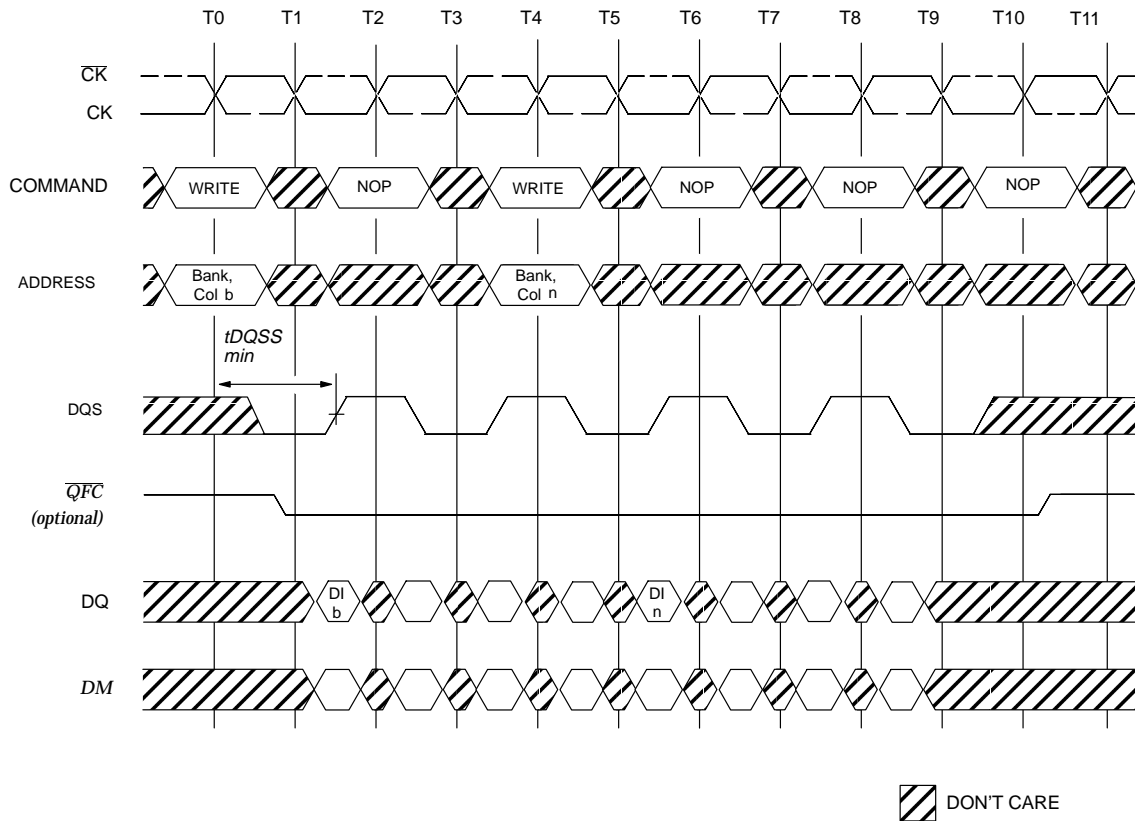 T0 T1 T2 T3 T4 T5 T6 T7 T8 T9 T10 T11
CK
CK
COMMAND WRITE NOP WRITE NOP NOP NOP
ADDRESS Bank, Col b Bank, Col n
tDQSS
min
DQS
QFC
(optional)
DQ DI b DI n
DM
DON'T CARE